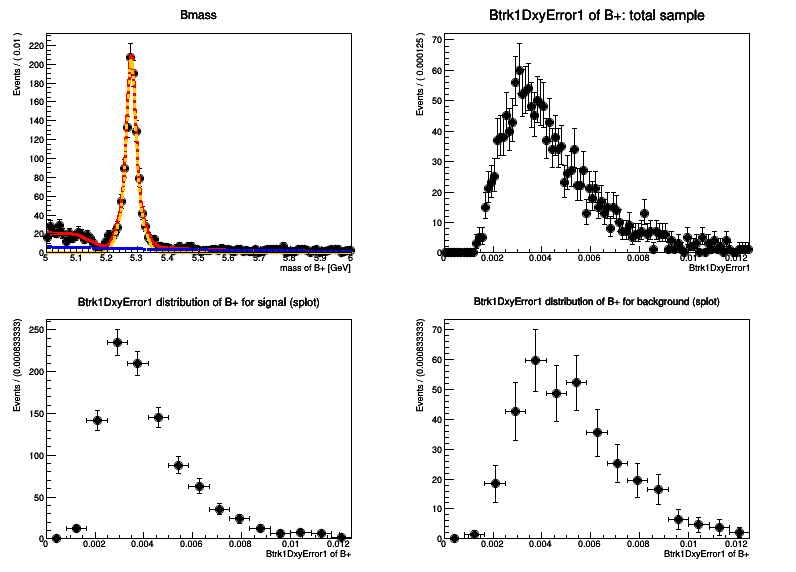 Bmass
Events / ( 0.01 )
220
200
180
160
140
120
100
80
60
40
20
0
5 5.1 5.2 5.3 5.4 5.5 5.6 5.7 5.8 5.9 6
mass of B+ [GeV]
Btrk1DxyError1 of B+: total sample
Events / ( 0.000125 )
70
60
50
40
30
20
10
0
0 0.002 0.004 0.006 0.008 0.01 0.012
Btrk1DxyError1
Btrk1DxyError1 distribution of B+ for signal (splot)
Events / (0.000833333)
250
200
150
100
50
0
0 0.002 0.004 0.006 0.008 0.01 0.012
Btrk1DxyError1 of B+
Btrk1DxyError1 distribution of B+ for background (splot)
Events / (0.000833333)
70
60
50
40
30
20
10
0
0 0.002 0.004 0.006 0.008 0.01 0.012
Btrk1DxyError1 of B+